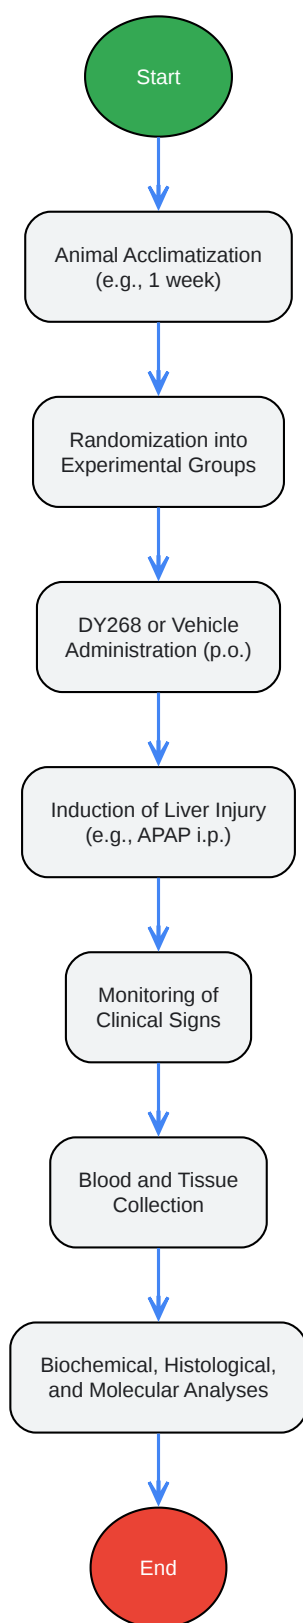 Start
Animal Acclimatization
(e.g., 1 week)
Randomization into
Experimental Groups
DY268 or Vehicle
Administration (p.o.)
Induction of Liver Injury
(e.g., APAP i.p.)
Monitoring of
Clinical Signs
Blood and Tissue
Collection
Biochemical, Histological,
and Molecular Analyses
End